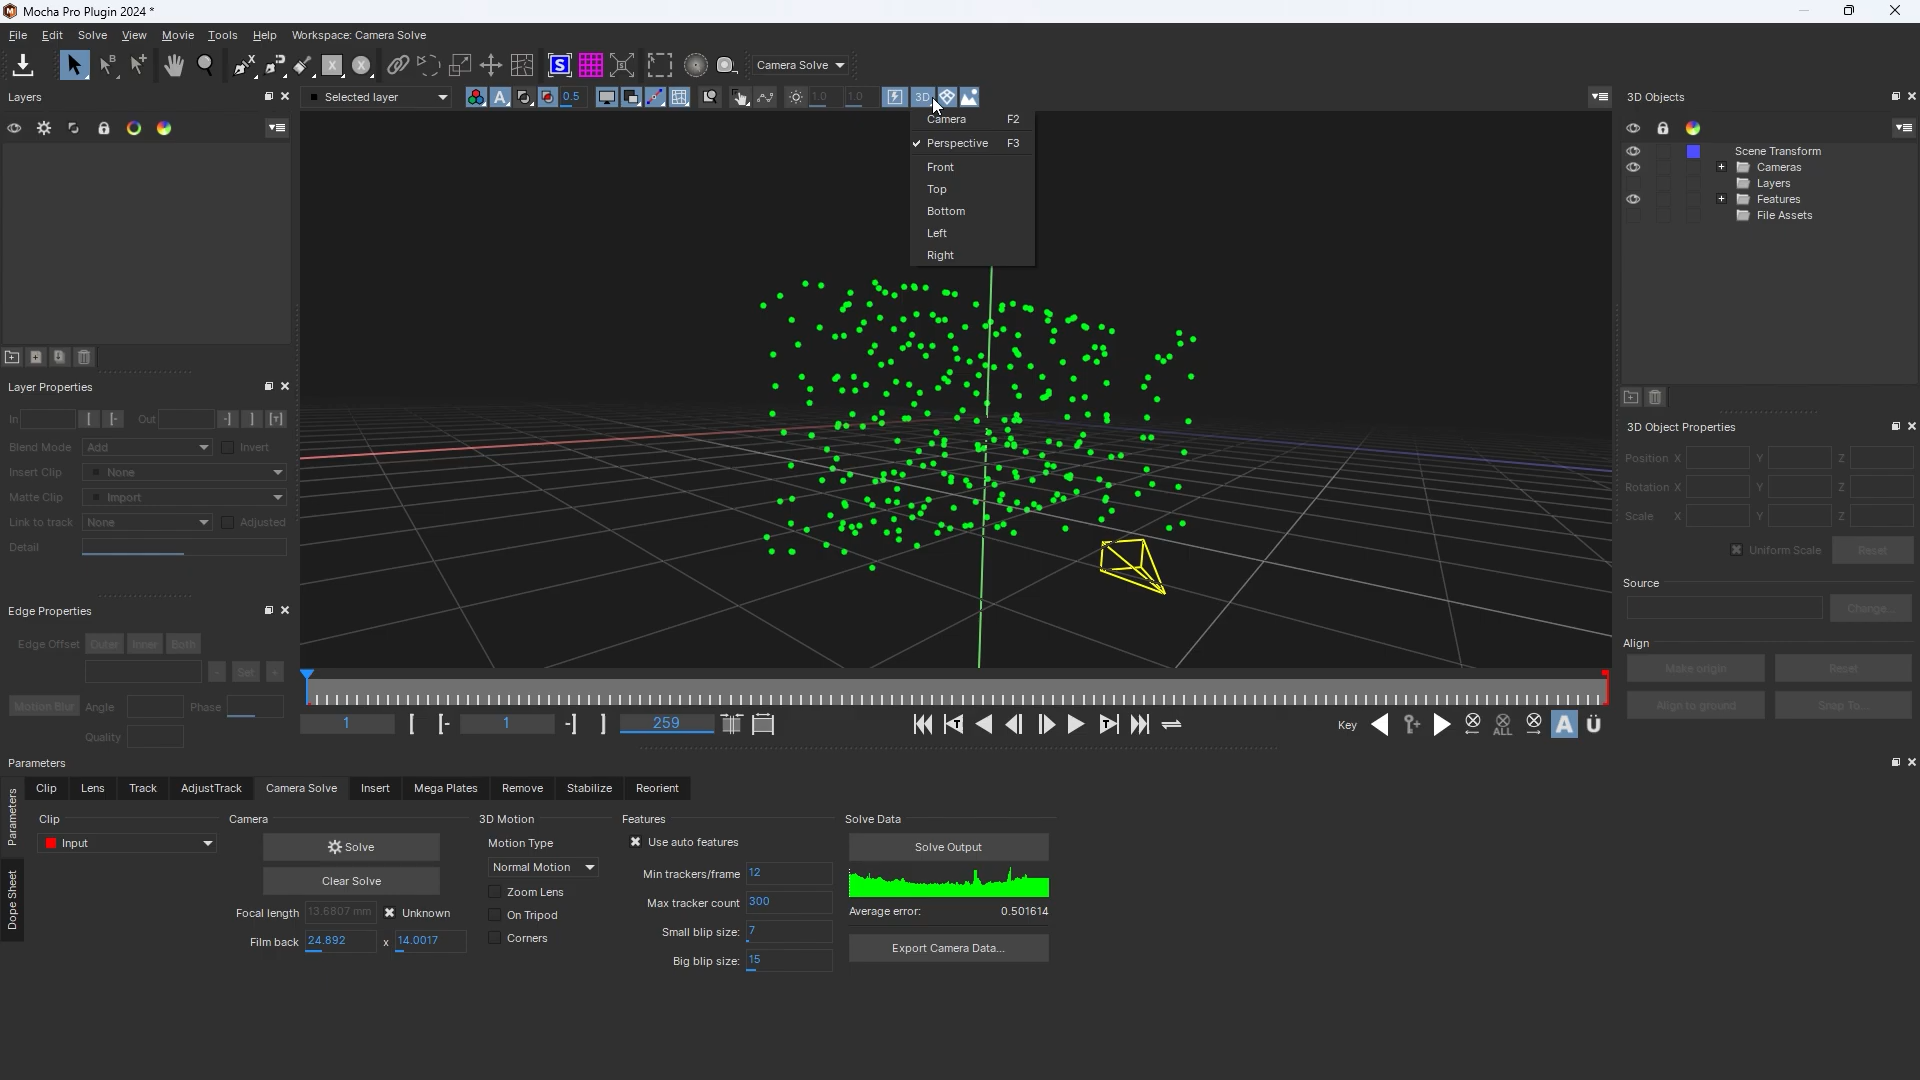 Mocha Pro Plugin 2024 *
File Edit Solve View Movie Tools Help Workspace: Camera Solve
S Camera Solve
Layers
Selected layer A 0.5 1.0 1.0 3D
3D Objects
Camera F2
Perspective F3
Front
Top
Bottom
Left
Right
Scene Transform
Cameras
Layers
Features
File Assets
Layer Properties
In [ [- Out -] ] [T]
Blend Mode Add Invert
Insert Clip None
Matte Clip Import
Link to track None Adjusted
Detail
3D Object Properties
Position X Y Z
Rotation X Y Z
Scale X Y Z
Uniform Scale Reset
Source
Change...
Align
Make origin Reset
Align to ground Snap To...
Edge Properties
Edge Offset Outer Inner Both
- Set +
Motion Blur Angle Phase
Quality
1 [ [- 1 -] ] 259 Key ALL A Ü
Parameters
Parameters
Dope Sheet
Clip Lens Track AdjustTrack Camera Solve Insert Mega Plates Remove Stabilize Reorient
Clip
Input
Camera
Solve
Clear Solve
Focal length 13.6807 mm Unknown
Film back 24.892 x 14.0017
3D Motion
Motion Type
Normal Motion
Zoom Lens
On Tripod
Corners
Features
Use auto features
Min trackers/frame 12
Max tracker count 300
Small blip size: 7
Big blip size: 15
Solve Data
Solve Output
Average error: 0.501614
Export Camera Data...